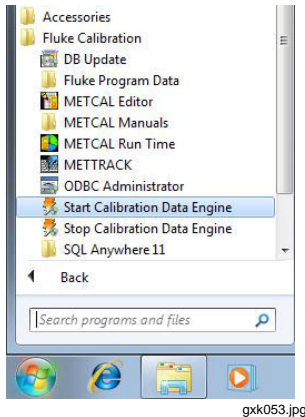 Accessories
Fluke Calibration
DB Update
Fluke Program Data
METCAL Editor
METCAL Manuals
METCAL Run Time
METTRACK
ODBC Administrator
Start Calibration Data Engine
Stop Calibration Data Engine
SQL Anywhere 11
Back
Search programs and files
gxk053.jpg